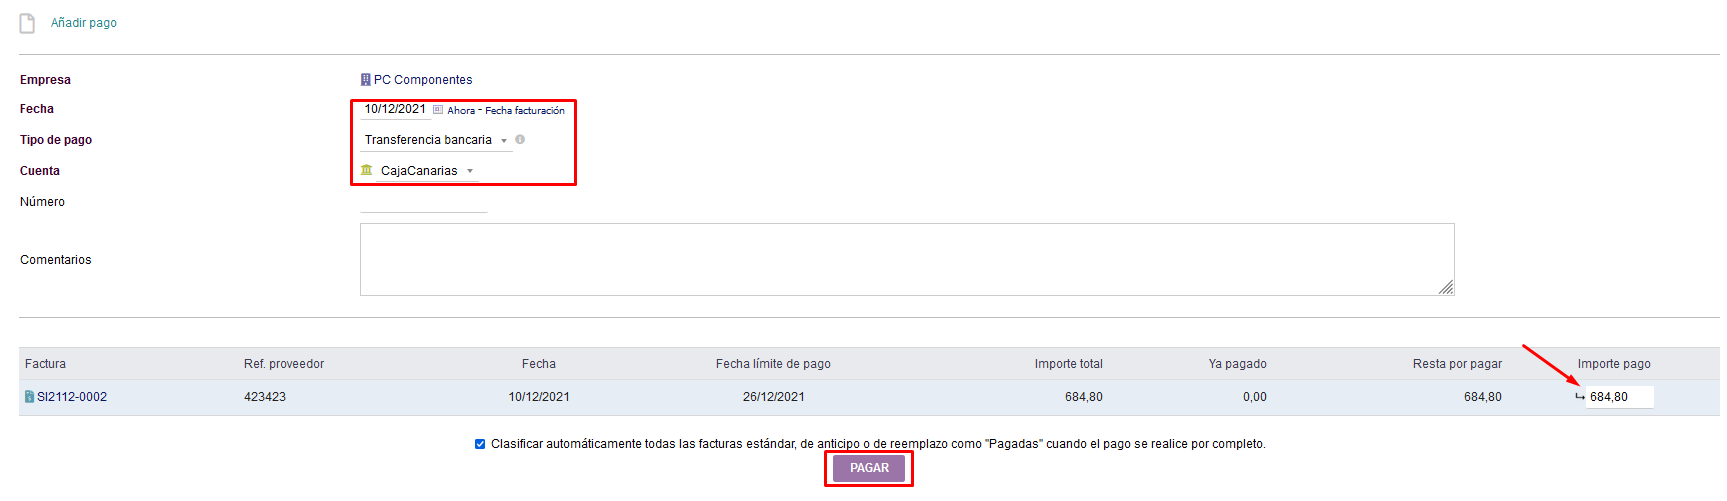 Añadir pago
Empresa PC Componentes
Fecha 10/12/2021 Ahora - Fecha facturación
Tipo de pago Transferencia bancaria
Cuenta CajaCanarias
Número
Comentarios
Factura Ref. proveedor Fecha Fecha límite de pago Importe total Ya pagado Resta por pagar Importe pago
SI2112-0002 423423 10/12/2021 26/12/2021 684,80 0,00 684,80 684,80
Clasificar automáticamente todas las facturas estándar, de anticipo o de reemplazo como "Pagadas" cuando el pago se realice por completo.
PAGAR